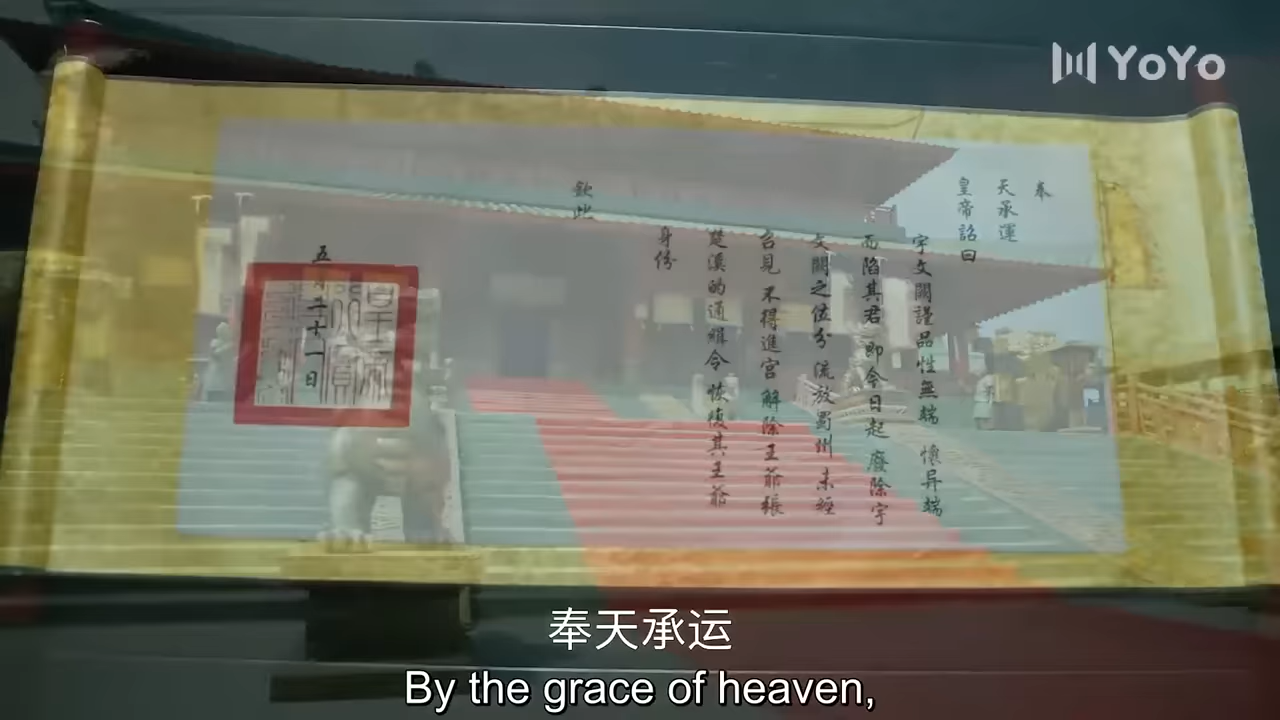 YoYo
奉
天承運
皇帝詔曰
宇文闕謹品性無端 懷异端
而陷其君 即今日起 廢除宇
文闕之位分 流放蜀州 未經
召見 不得進宮 解除王爺張
楚溪的通緝令 恢復其王爺
身份
欽此
二十一日
奉天承运
By the grace of heaven,